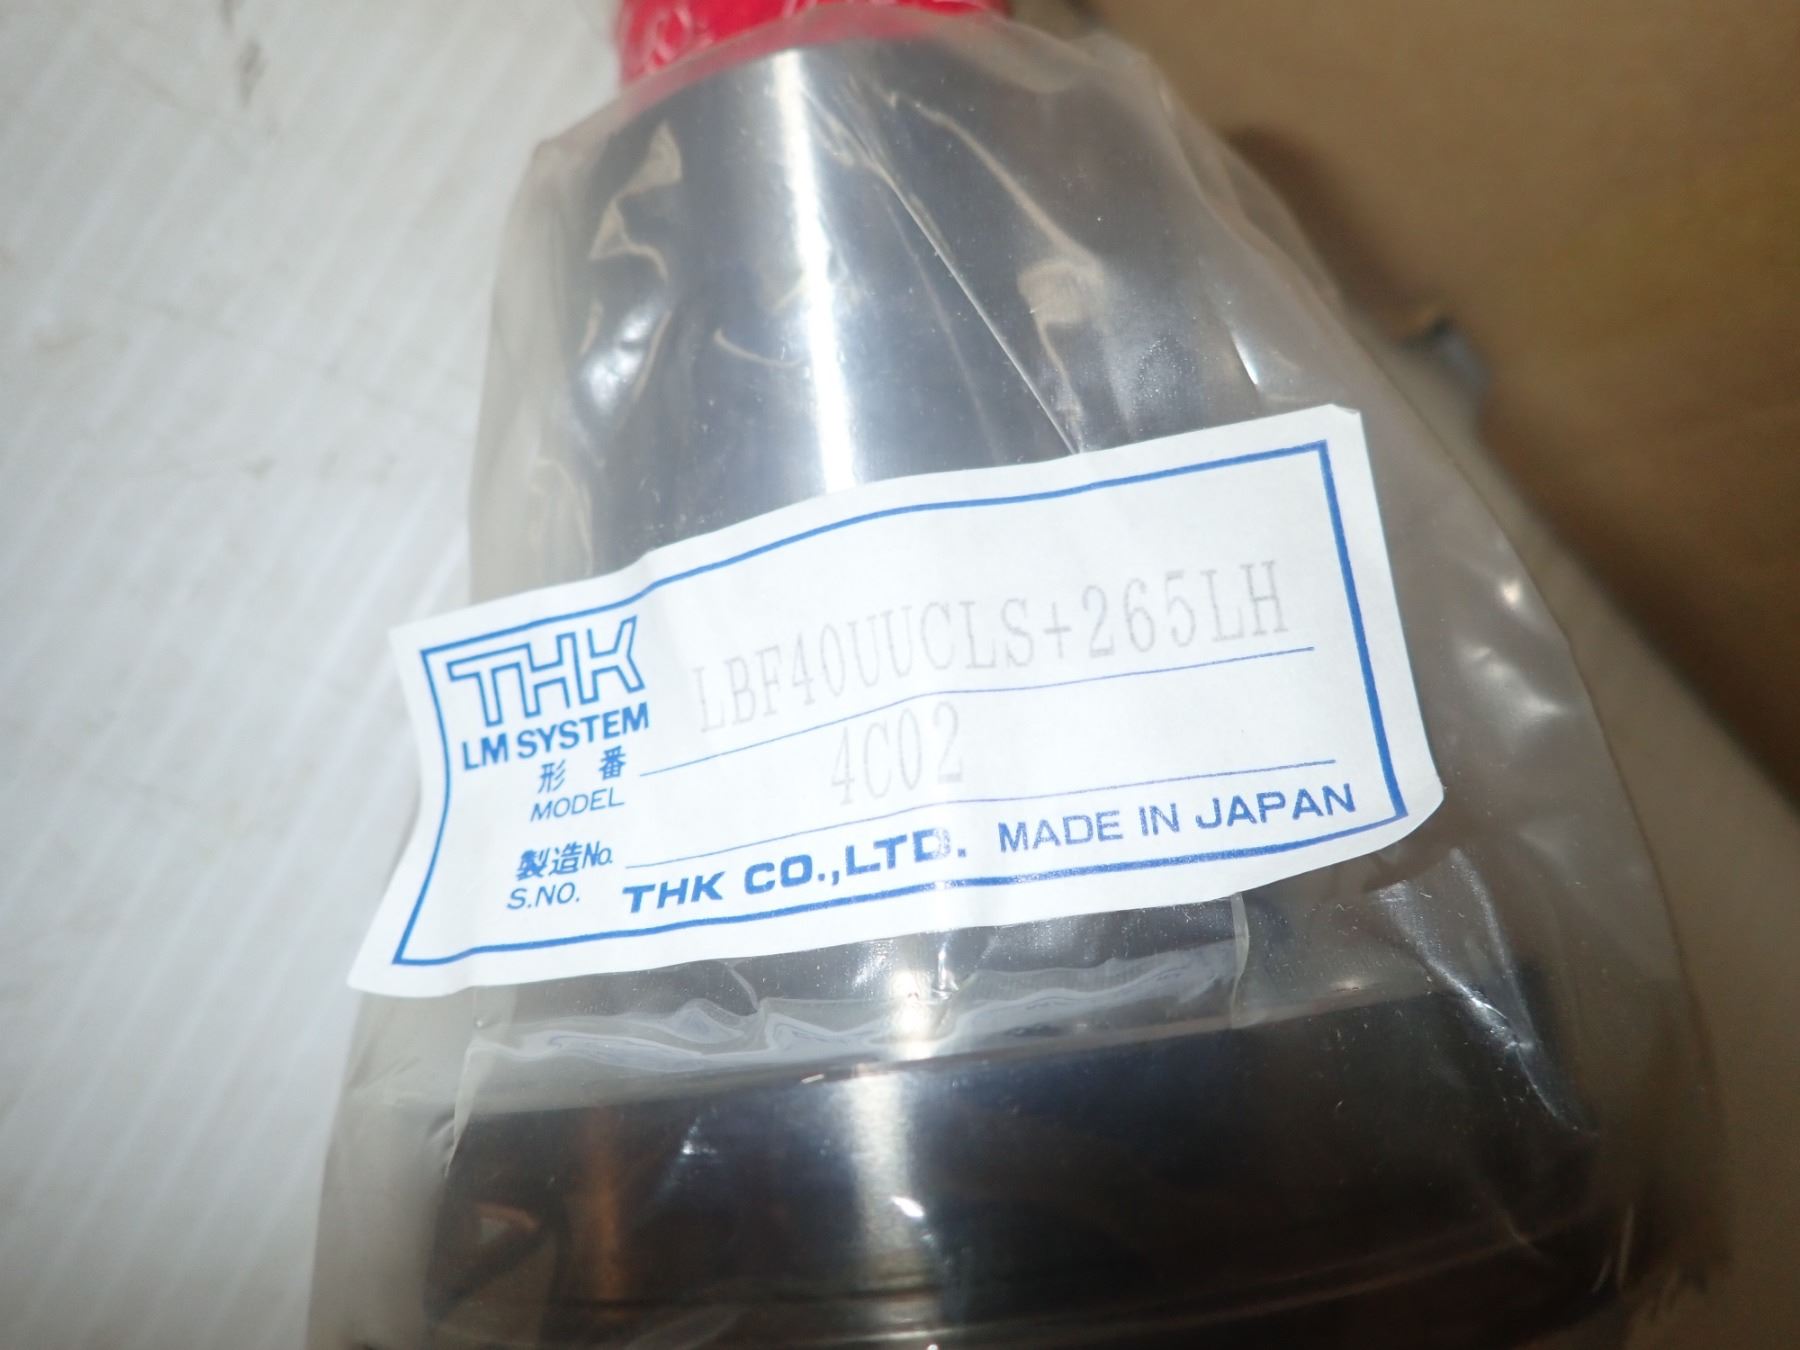 THK
LM SYSTEM
形番 LBF40UUCLS+265LH
MODEL
製造No. 4C02
S.NO.
THK CO.,LTD. MADE IN JAPAN